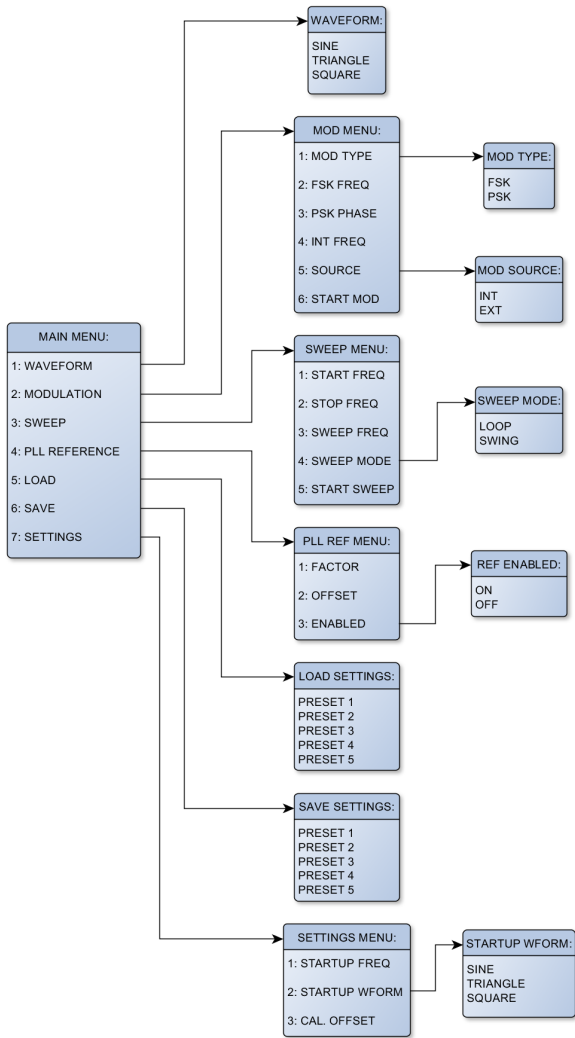 WAVEFORM:
SINE
TRIANGLE
SQUARE
MOD MENU:
1: MOD TYPE
2: FSK FREQ
3: PSK PHASE
4: INT FREQ
5: SOURCE
6: START MOD
MOD TYPE:
FSK
PSK
MOD SOURCE:
INT
EXT
MAIN MENU:
1: WAVEFORM
2: MODULATION
3: SWEEP
4: PLL REFERENCE
5: LOAD
6: SAVE
7: SETTINGS
SWEEP MENU:
1: START FREQ
2: STOP FREQ
3: SWEEP FREQ
4: SWEEP MODE
5: START SWEEP
SWEEP MODE:
LOOP
SWING
PLL REF MENU:
1: FACTOR
2: OFFSET
3: ENABLED
REF ENABLED:
ON
OFF
LOAD SETTINGS:
PRESET 1
PRESET 2
PRESET 3
PRESET 4
PRESET 5
SAVE SETTINGS:
PRESET 1
PRESET 2
PRESET 3
PRESET 4
PRESET 5
SETTINGS MENU:
1: STARTUP FREQ
2: STARTUP WFORM
3: CAL. OFFSET
STARTUP WFORM:
SINE
TRIANGLE
SQUARE